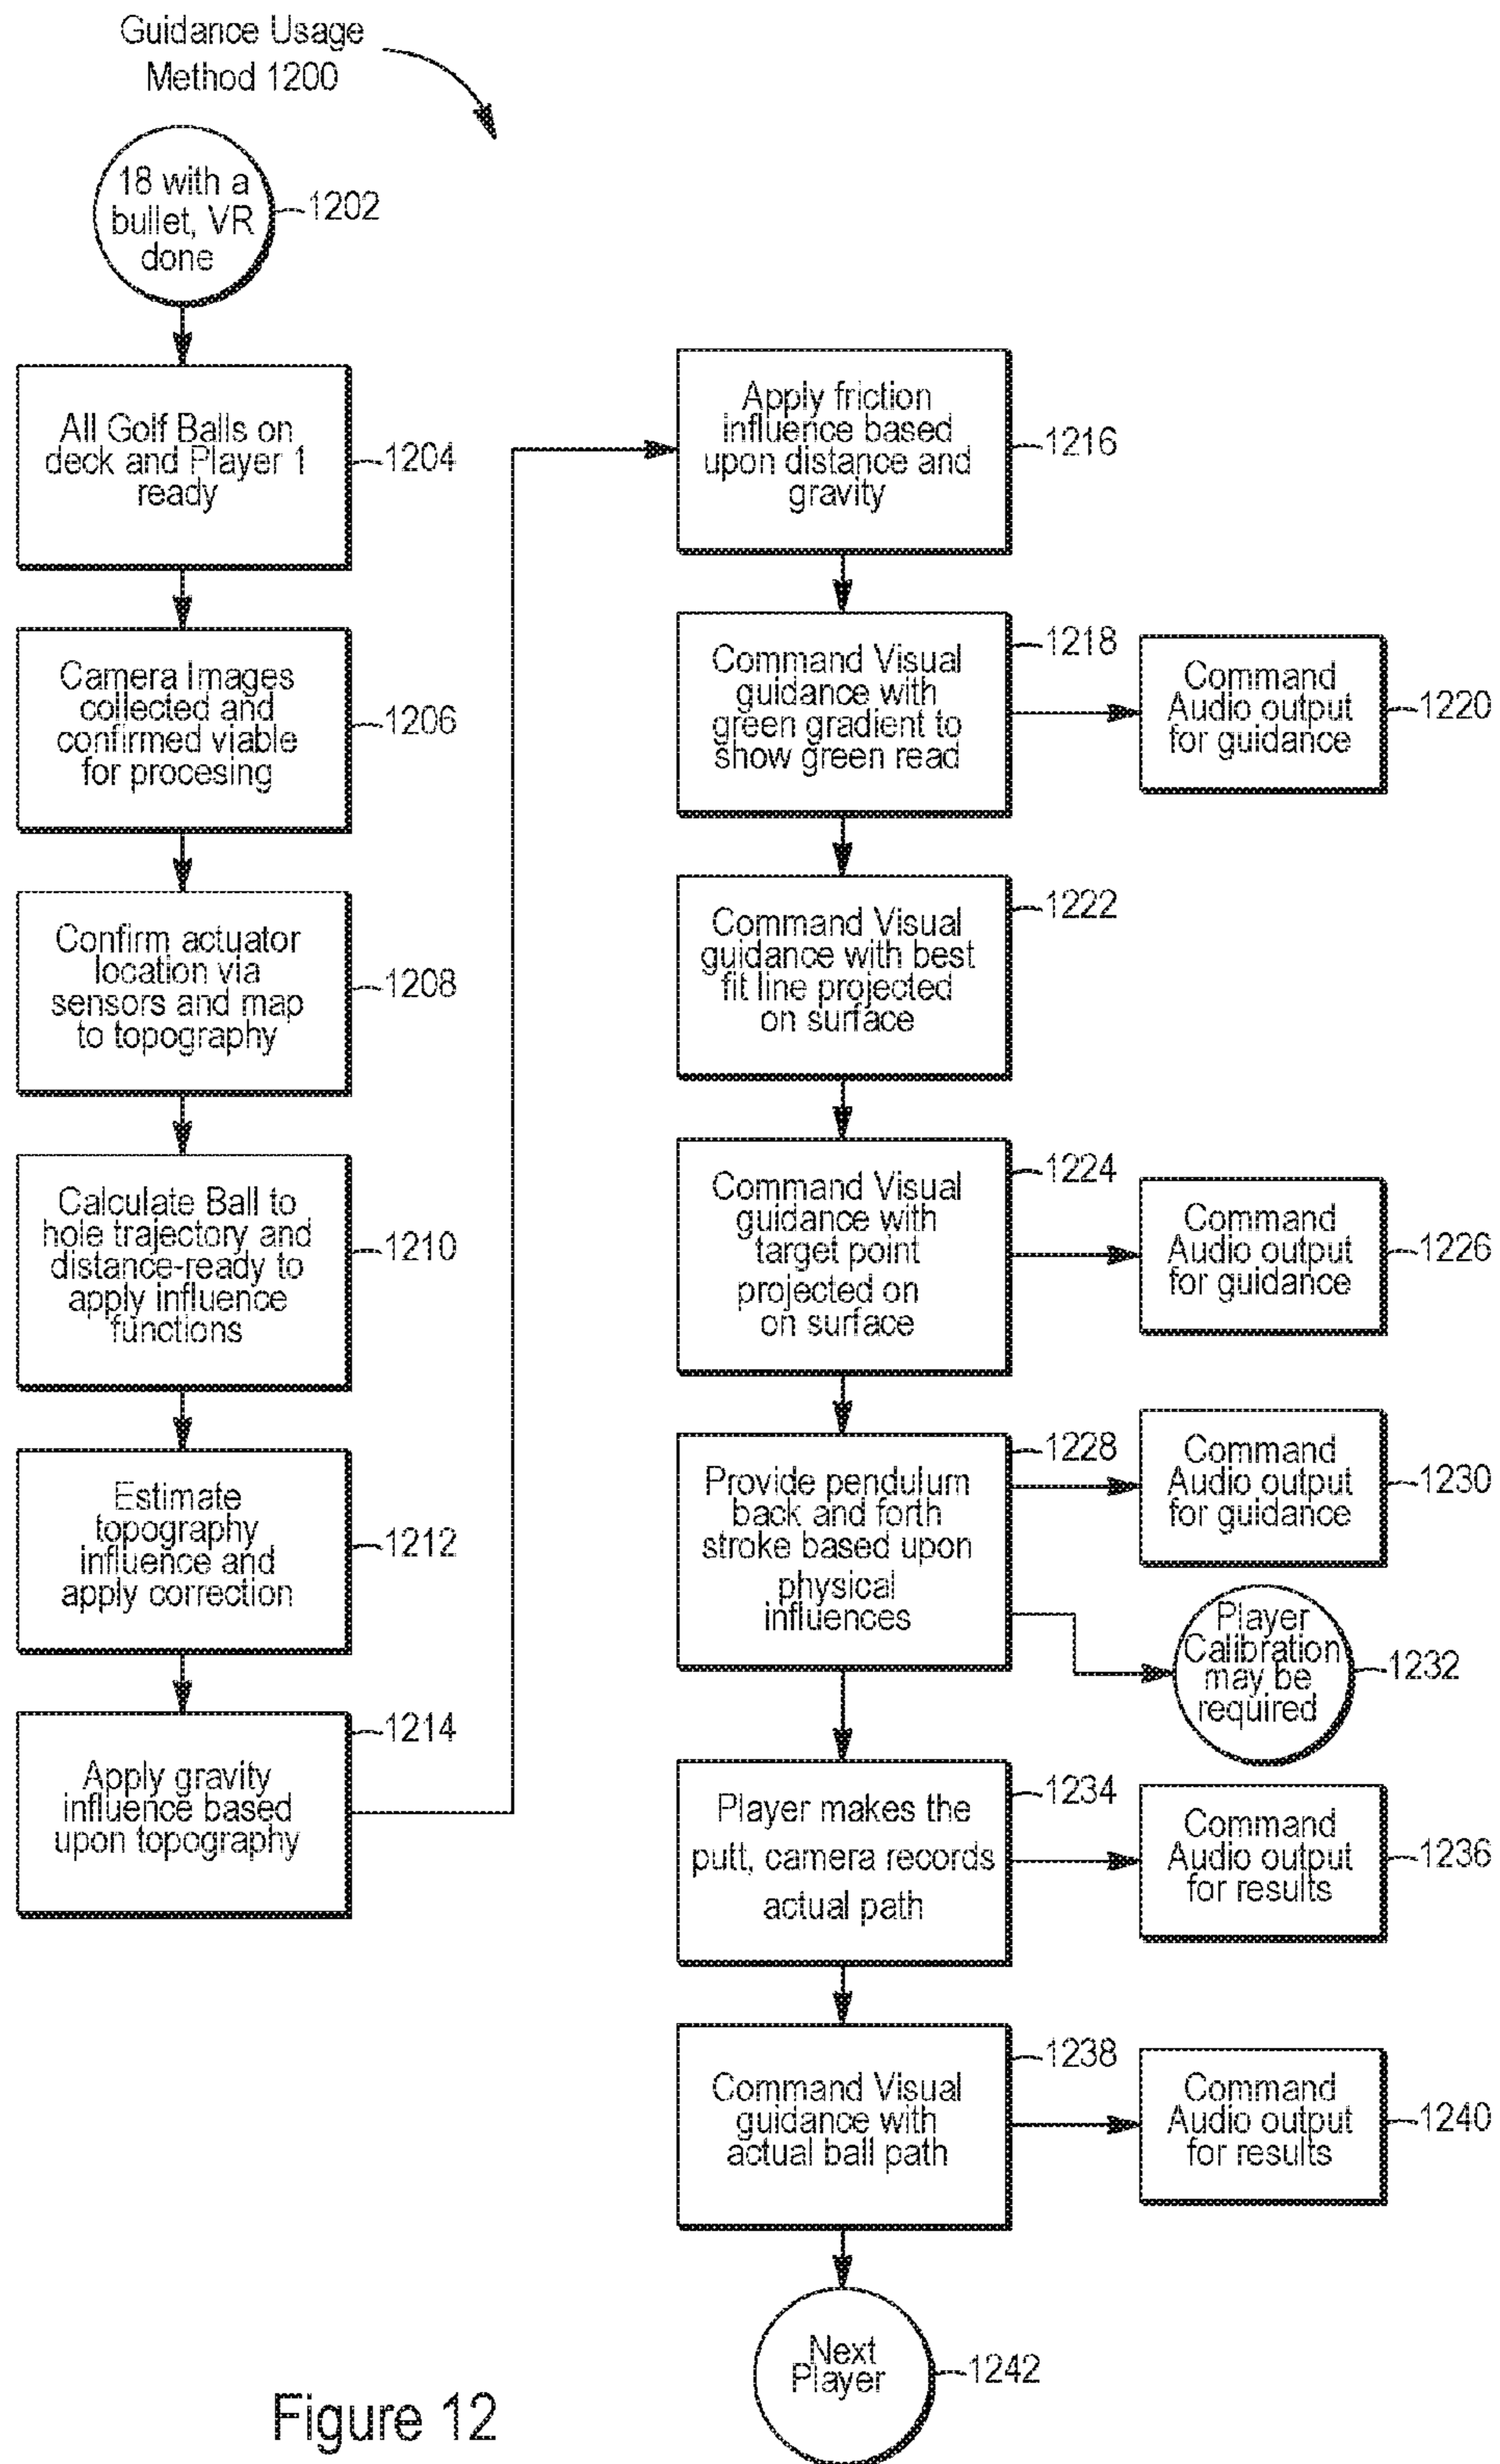 Guidance Usage
Method 1200
18 with a
bullet, VR
done
1202
All Golf Balls on
deck and Player 1
ready
1204
Camera Images
collected and
confirmed viable
for procesing
1206
Confirm actuator
location via
sensors and map
to topography
1208
Calculate Ball to
hole trajectory and
distance-ready to
apply influence
functions
1210
Estimate
topography
influence and
apply correction
1212
Apply gravity
influence based
upon topography
1214
Apply friction
influence based
upon distance and
gravity
1216
Command Visual
guidance with
green gradient to
show green read
1218
Command
Audio output
for guidance
1220
Command Visual
guidance with best
fit line projected
on surface
1222
Command Visual
guidance with
target point
projected on
on surface
1224
Command
Audio output
for guidance
1226
Provide pendulum
back and forth
stroke based upon
physical
influences
1228
Command
Audio output
for guidance
1230
Player
Calibration
may be
required
1232
Player makes the
putt, camera records
actual path
1234
Command
Audio output
for results
1236
Command Visual
guidance with
actual ball path
1238
Command
Audio output
for results
1240
Next
Player
1242
Figure 12